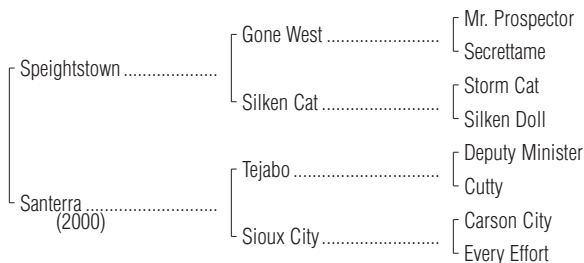 Mr. Prospector
Gone West ........................
Secrettame
Speightstown ....................
Storm Cat
Silken Cat .........................
Silken Doll
Deputy Minister
Tejabo ...............................
Cutty
Santerra ............................
(2000)
Carson City
Sioux City .........................
Every Effort